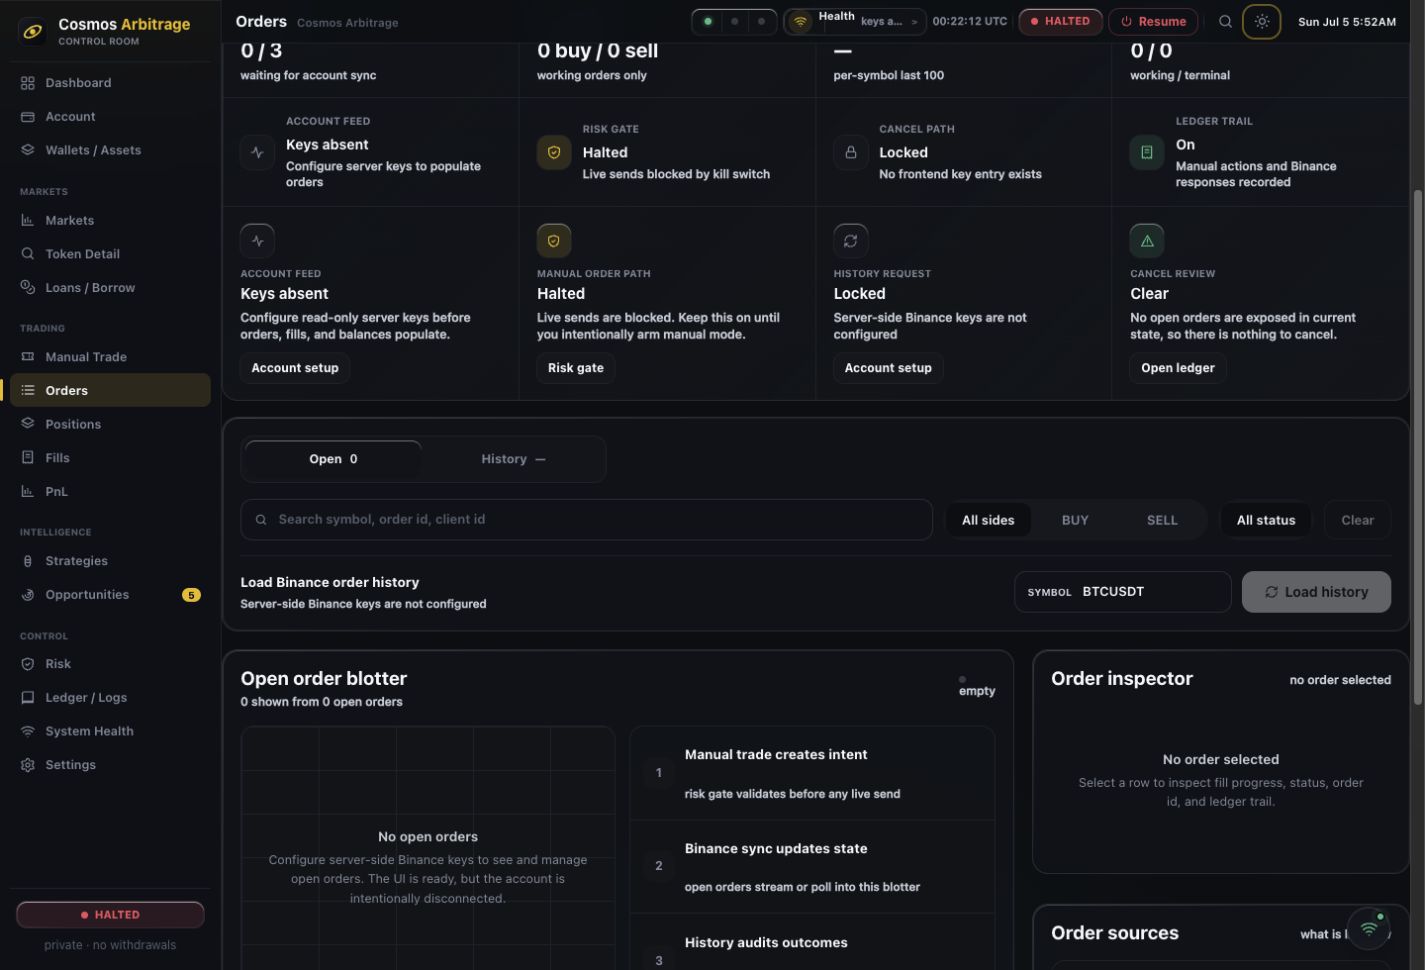 Cosmos Arbitrage
CONTROL ROOM
Dashboard
Account
Wallets / Assets
MARKETS
Markets
Token Detail
Loans / Borrow
TRADING
Manual Trade
Orders
Positions
Fills
PnL
INTELLIGENCE
Strategies
Opportunities 5
CONTROL
Risk
Ledger / Logs
System Health
Settings
HALTED
private · no withdrawals
Orders Cosmos Arbitrage
Health keys a... >
00:22:12 UTC
HALTED
Resume
Sun Jul 5 5:52AM
0 / 3
waiting for account sync
0 buy / 0 sell
working orders only
—
per-symbol last 100
0 / 0
working / terminal
ACCOUNT FEED
Keys absent
Configure server keys to populate
orders
RISK GATE
Halted
Live sends blocked by kill switch
CANCEL PATH
Locked
No frontend key entry exists
LEDGER TRAIL
On
Manual actions and Binance
responses recorded
ACCOUNT FEED
Keys absent
Configure read-only server keys before
orders, fills, and balances populate.
Account setup
MANUAL ORDER PATH
Halted
Live sends are blocked. Keep this on until
you intentionally arm manual mode.
Risk gate
HISTORY REQUEST
Locked
Server-side Binance keys are not
configured
Account setup
CANCEL REVIEW
Clear
No open orders are exposed in current
state, so there is nothing to cancel.
Open ledger
Open 0
History —
Search symbol, order id, client id
All sides BUY SELL
All status
Clear
Load Binance order history
Server-side Binance keys are not configured
SYMBOL BTCUSDT
Load history
Open order blotter
0 shown from 0 open orders
empty
No open orders
Configure server-side Binance keys to see and manage
open orders. The UI is ready, but the account is
intentionally disconnected.
1
Manual trade creates intent
risk gate validates before any live send
2
Binance sync updates state
open orders stream or poll into this blotter
3
History audits outcomes
Order inspector
no order selected
No order selected
Select a row to inspect fill progress, status, order
id, and ledger trail.
Order sources
what is